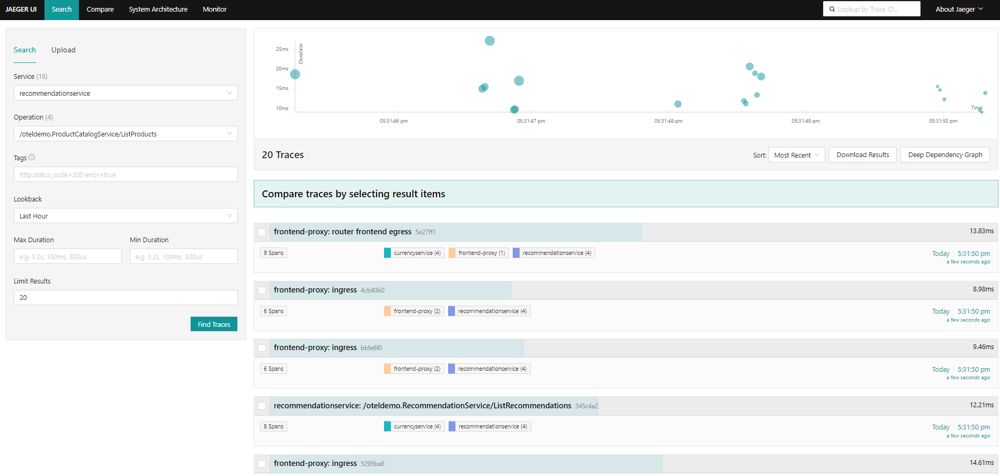 JAEGER UI Search Compare System Architecture Monitor Lookup by Trace ID... About Jaeger
Search Upload
Service (18)
recommendationservice
Operation (4)
/oteldemo.ProductCatalogService/ListProducts
Tags
http.status_code=200 error=true
Lookback
Last Hour
Max Duration Min Duration
e.g. 1.2s, 100ms, 500us e.g. 1.2s, 100ms, 500us
Limit Results
20
Find Traces
Duration
25ms
20ms
15ms
10ms
Time
05:31:46 pm 05:31:47 pm 05:31:48 pm 05:31:49 pm 05:31:50 pm
20 Traces Sort: Most Recent Download Results Deep Dependency Graph
Compare traces by selecting result items
frontend-proxy: router frontend egress 5e27ff1 13.83ms
9 Spans currencyservice (4) frontend-proxy (1) recommendationservice (4) Today 5:31:50 pm
a few seconds ago
frontend-proxy: ingress 4cb40b0 8.98ms
6 Spans frontend-proxy (2) recommendationservice (4) Today 5:31:50 pm
a few seconds ago
frontend-proxy: ingress bbfe6f0 9.46ms
6 Spans frontend-proxy (2) recommendationservice (4) Today 5:31:50 pm
a few seconds ago
recommendationservice: /oteldemo.RecommendationService/ListRecommendations 345c4a2 12.21ms
8 Spans currencyservice (4) recommendationservice (4) Today 5:31:50 pm
a few seconds ago
frontend-proxy: ingress 5295ba6 14.61ms